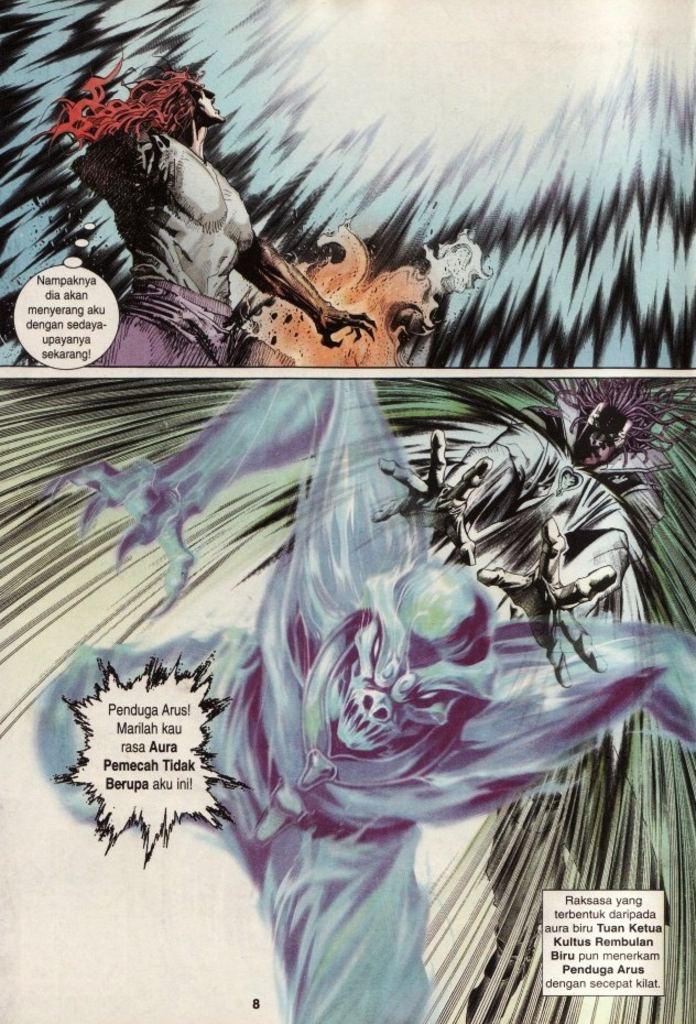 Nampaknya
dia akan
menyerang aku
dengan sedaya-
upayanya
sekarang!
Penduga Arus!
Marilah kau
rasa Aura
Pemecah Tidak
Berupa aku ini!
Raksasa yang
terbentuk daripada
aura biru Tuan Ketua
Kultus Rembulan
Biru pun menerkam
Penduga Arus
dengan secepat kilat.
8